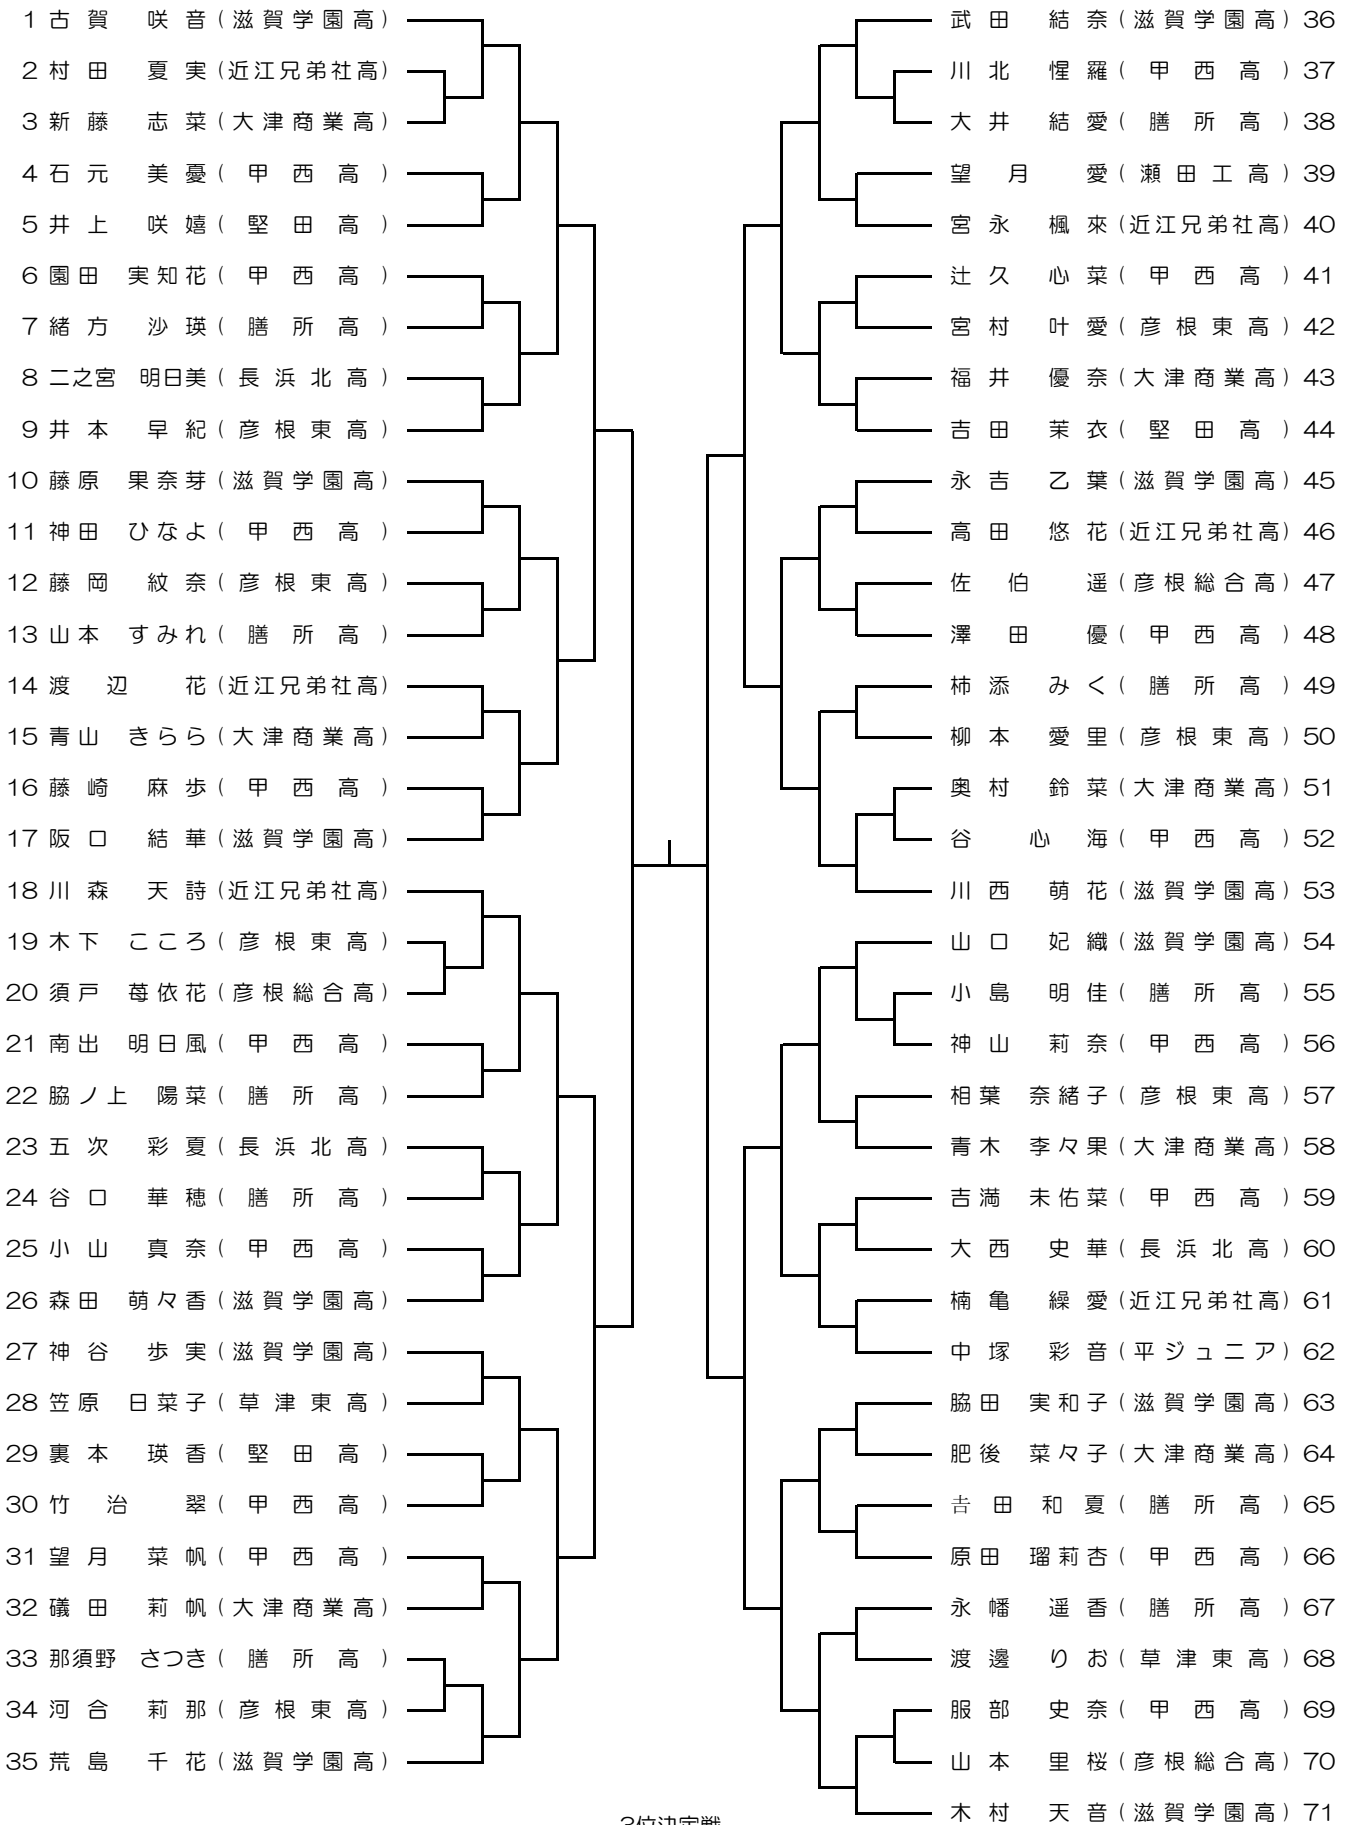 1 古賀 咲音 (滋賀学園高)
2 村田 夏実 (近江兄弟社高)
3 新藤 志菜 (大津商業高)
4 石元 美憂 (甲西高)
5 井上 咲嬉 (堅田高)
6 園田 実知花 (甲西高)
7 緒方 沙瑛 (膳所高)
8 二之宮 明日美 (長浜北高)
9 井本 早紀 (彦根東高)
10 藤原 果奈芽 (滋賀学園高)
11 神田 ひなよ (甲西高)
12 藤岡 紋奈 (彦根東高)
13 山本 すみれ (膳所高)
14 渡辺 花 (近江兄弟社高)
15 青山 きらら (大津商業高)
16 藤崎 麻歩 (甲西高)
17 阪口 結華 (滋賀学園高)
18 川森 天詩 (近江兄弟社高)
19 木下 こころ (彦根東高)
20 須戸 苺依花 (彦根総合高)
21 南出 明日風 (甲西高)
22 脇ノ上 陽菜 (膳所高)
23 五次 彩夏 (長浜北高)
24 谷口 華穂 (膳所高)
25 小山 真奈 (甲西高)
26 森田 萌々香 (滋賀学園高)
27 神谷 歩実 (滋賀学園高)
28 笠原 日菜子 (草津東高)
29 裏本 瑛香 (堅田高)
30 竹治 翠 (甲西高)
31 望月 菜帆 (甲西高)
32 礒田 莉帆 (大津商業高)
33 那須野 さつき (膳所高)
34 河合 莉那 (彦根東高)
35 荒島 千花 (滋賀学園高)
武田 結奈 (滋賀学園高) 36
川北 惺羅 (甲西高) 37
大井 結愛 (膳所高) 38
望月 愛 (瀬田工高) 39
宮永 楓來 (近江兄弟社高) 40
辻久 心菜 (甲西高) 41
宮村 叶愛 (彦根東高) 42
福井 優奈 (大津商業高) 43
吉田 茉衣 (堅田高) 44
永吉 乙葉 (滋賀学園高) 45
高田 悠花 (近江兄弟社高) 46
佐伯 遥 (彦根総合高) 47
澤田 優 (甲西高) 48
柿添 みく (膳所高) 49
柳本 愛里 (彦根東高) 50
奥村 鈴菜 (大津商業高) 51
谷 心海 (甲西高) 52
川西 萌花 (滋賀学園高) 53
山口 妃織 (滋賀学園高) 54
小島 明佳 (膳所高) 55
神山 莉奈 (甲西高) 56
相葉 奈緒子 (彦根東高) 57
青木 李々果 (大津商業高) 58
吉満 未佑菜 (甲西高) 59
大西 史華 (長浜北高) 60
楠亀 繰愛 (近江兄弟社高) 61
中塚 彩音 (平ジュニア) 62
脇田 実和子 (滋賀学園高) 63
肥後 菜々子 (大津商業高) 64
𠮷田 和夏 (膳所高) 65
原田 瑠莉杏 (甲西高) 66
永幡 遥香 (膳所高) 67
渡邊 りお (草津東高) 68
服部 史奈 (甲西高) 69
山本 里桜 (彦根総合高) 70
木村 天音 (滋賀学園高) 71
3位決定戦